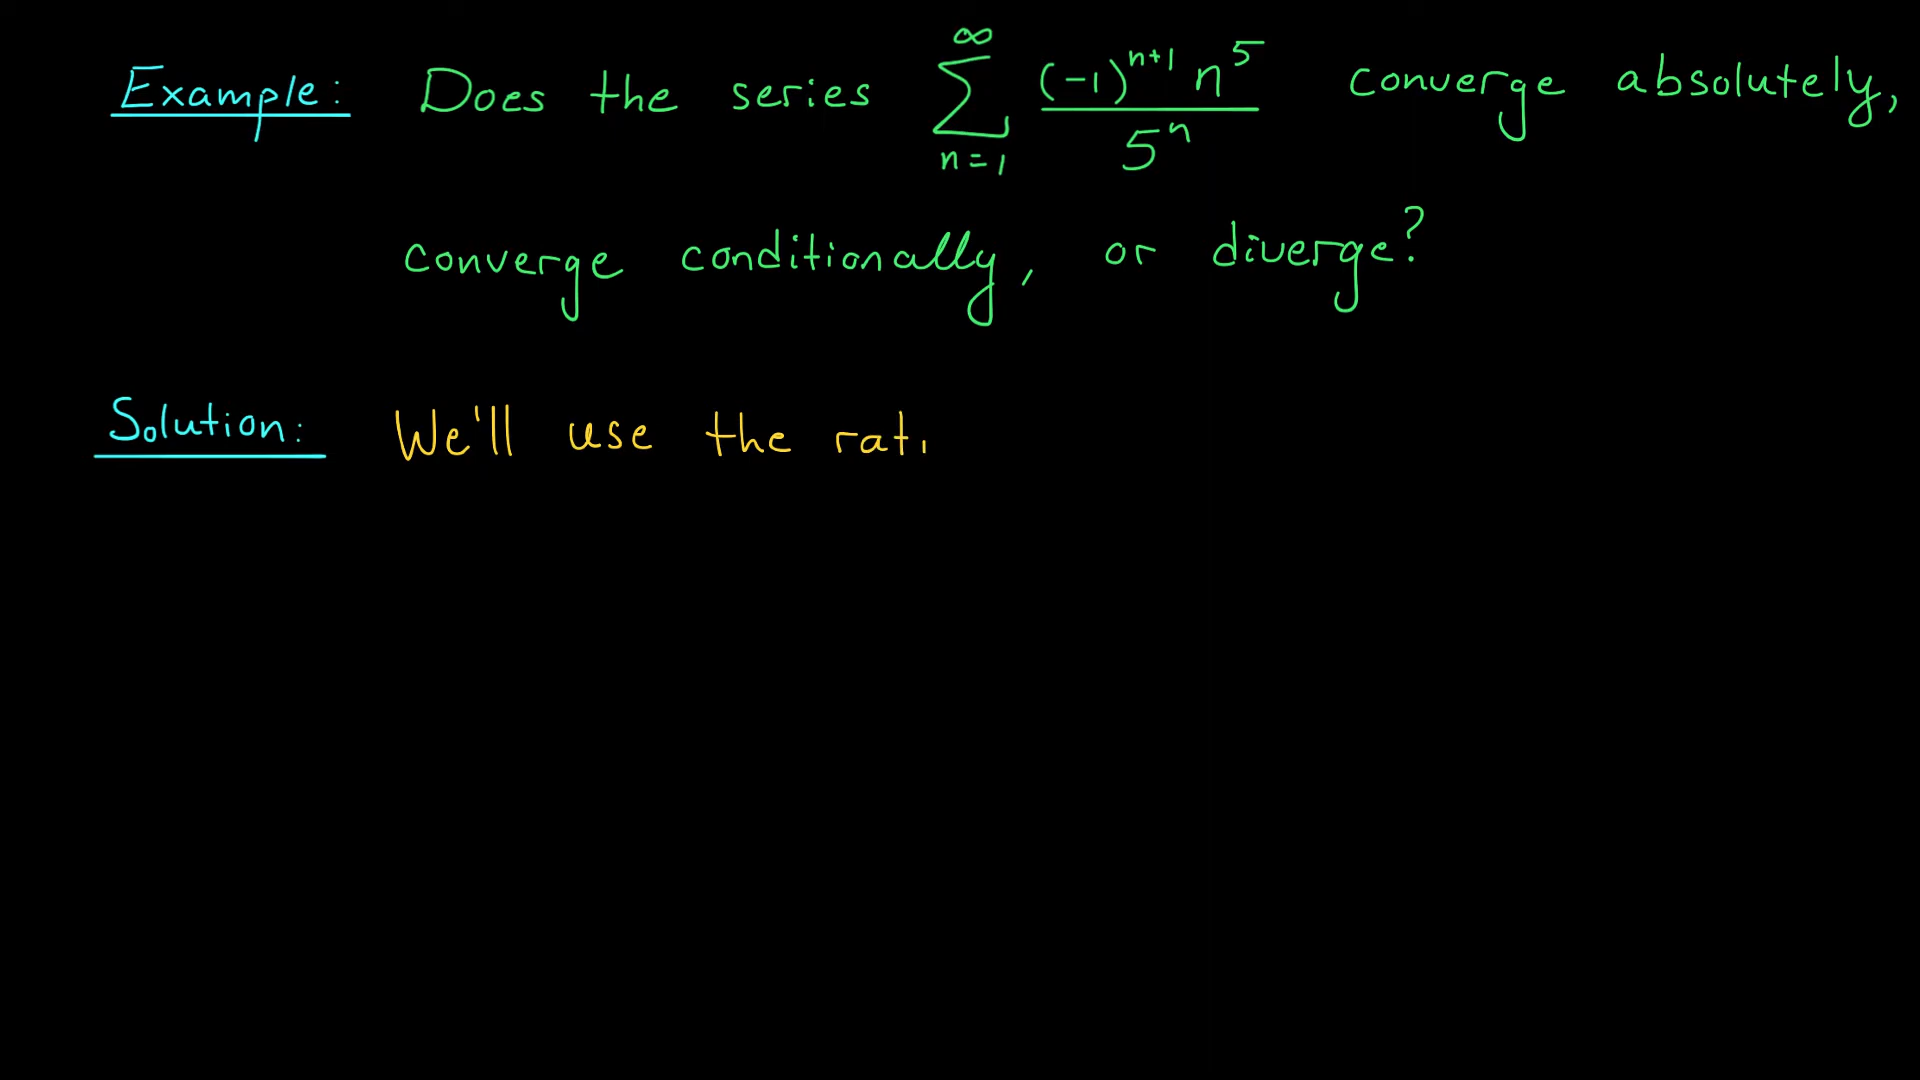 Example: Does the series ∞ ∑ n=1 (-1)^{n+1} n^5 / 5^n converge absolutely,
converge conditionally, or diverge?
Solution: We'll use the rati